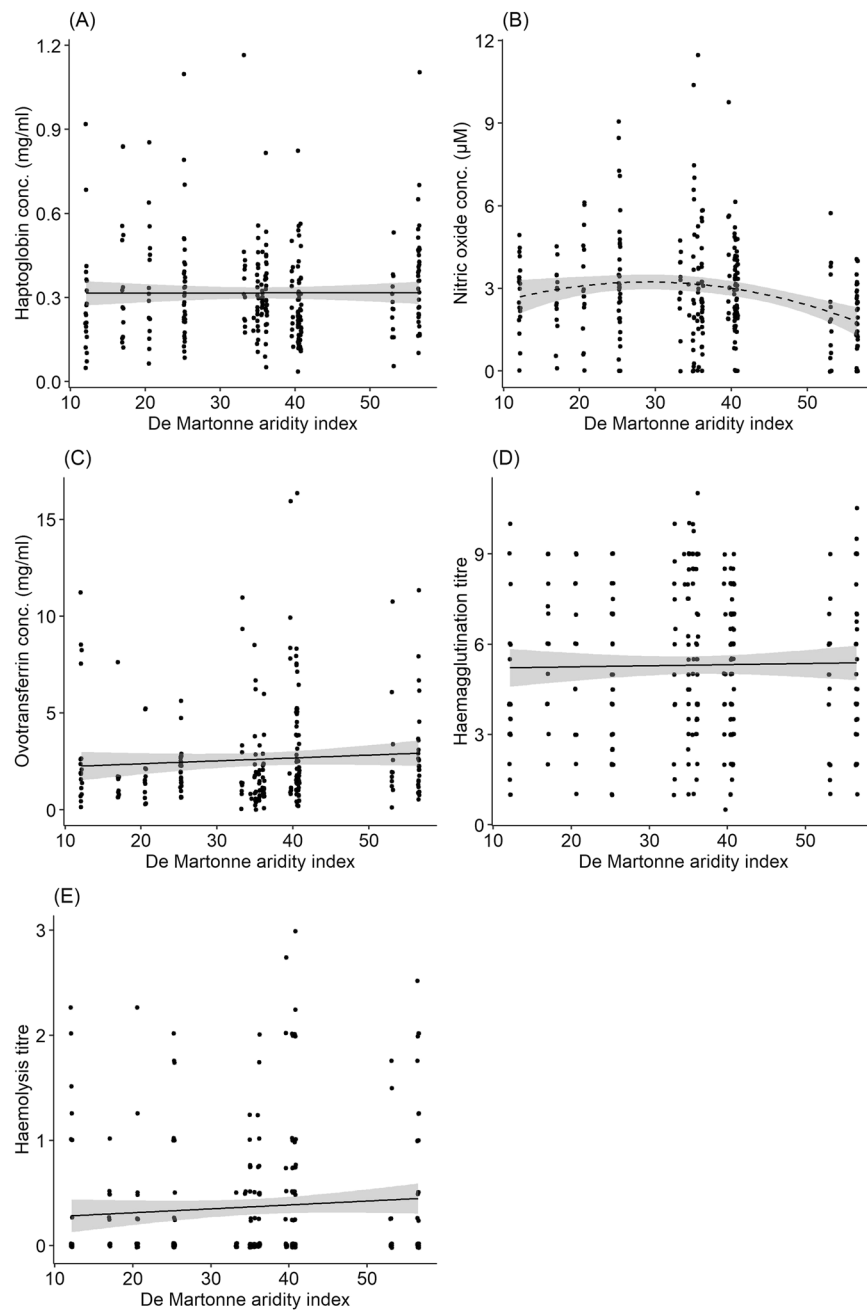 (A)
Haptoglobin conc. (mg/ml)
1.2
0.9
0.6
0.3
0.0
10 20 30 40 50
De Martonne aridity index
(B)
Nitric oxide conc. (µM)
12
9
6
3
0
10 20 30 40 50
De Martonne aridity index
(C)
Ovotransferrin conc. (mg/ml)
15
10
5
0
10 20 30 40 50
De Martonne aridity index
(D)
Haemagglutination titre
9
6
3
0
10 20 30 40 50
De Martonne aridity index
(E)
Haemolysis titre
3
2
1
0
10 20 30 40 50
De Martonne aridity index